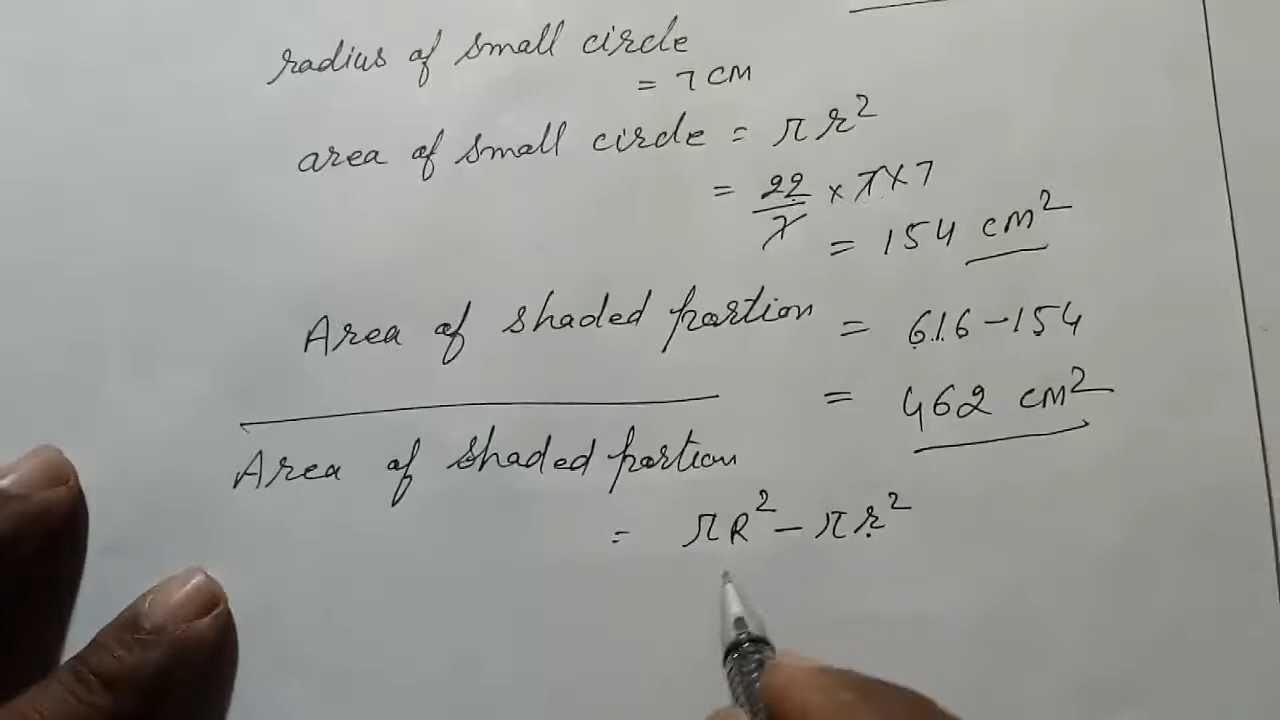 radius of small circle
= 7 CM
area of small circle = πr²
= 22/7 × 7 × 7
= 154 cm²
Area of shaded portion = 616 - 154
= 462 cm²
Area of shaded portion
= πR² - πr²